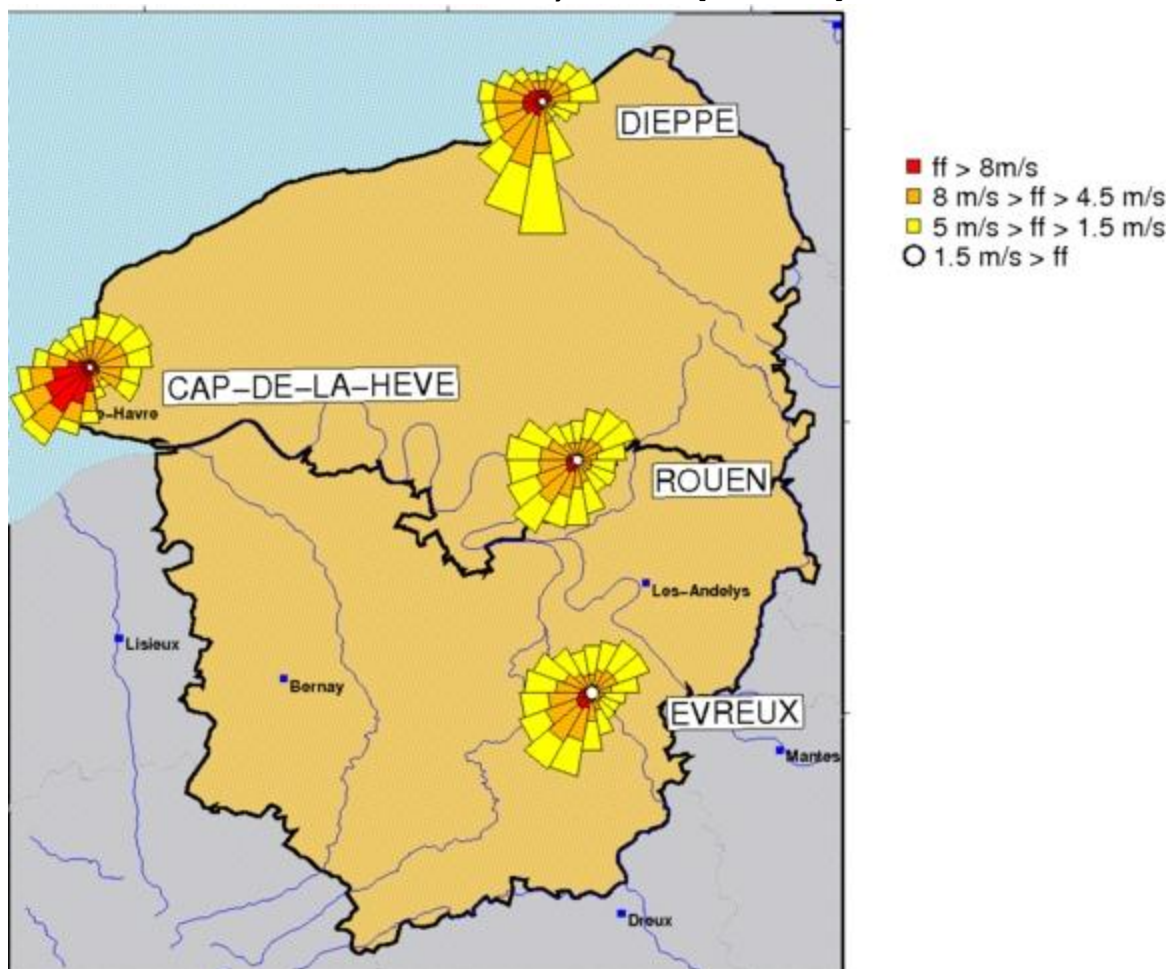 DIEPPE
ff > 8m/s
8 m/s > ff > 4.5 m/s
5 m/s > ff > 1.5 m/s
1.5 m/s > ff
CAP-DE-LA-HEVE
e-Havre
ROUEN
Les-Andelys
Lisieux
Bernay
EVREUX
Mantes
Dreux